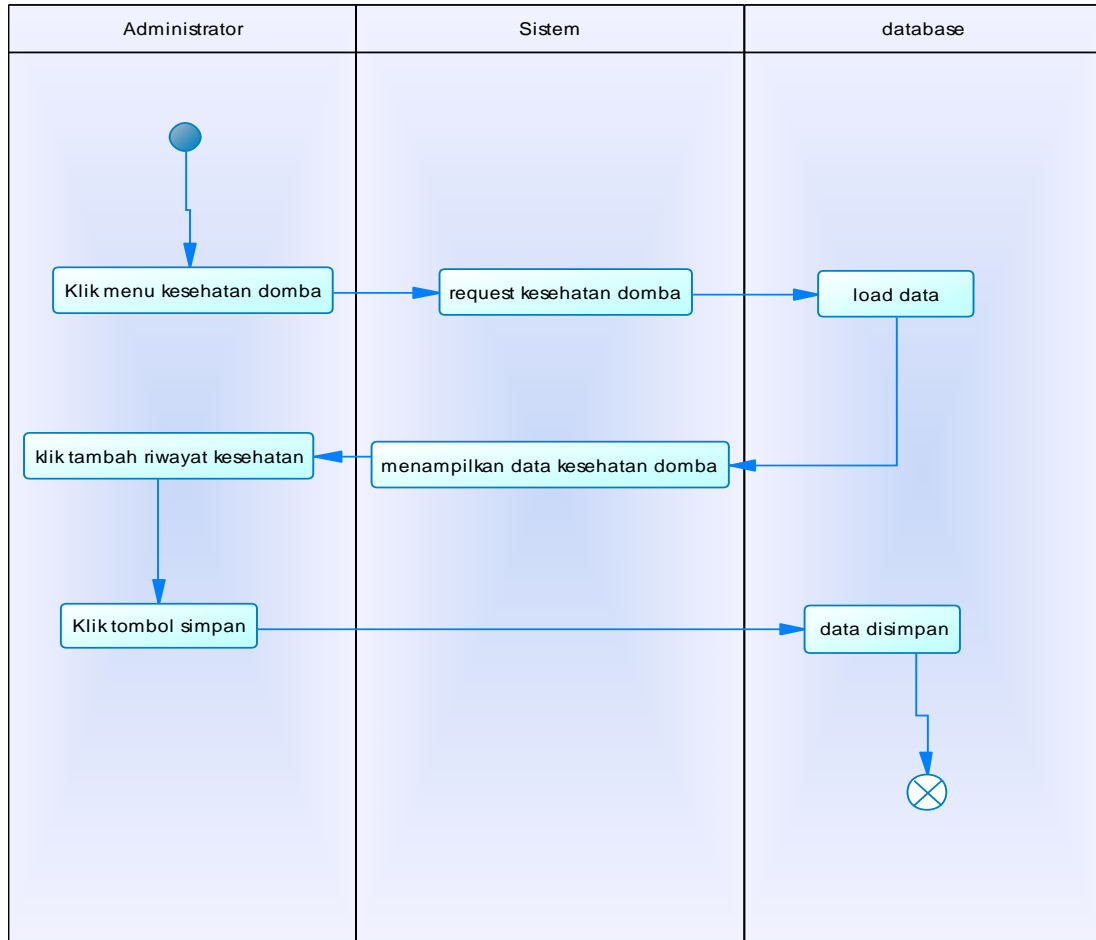 Administrator
Sistem
database
Klik menu kesehatan domba
request kesehatan domba
load data
klik tambah riwayat kesehatan
menampilkan data kesehatan domba
Klik tombol simpan
data disimpan